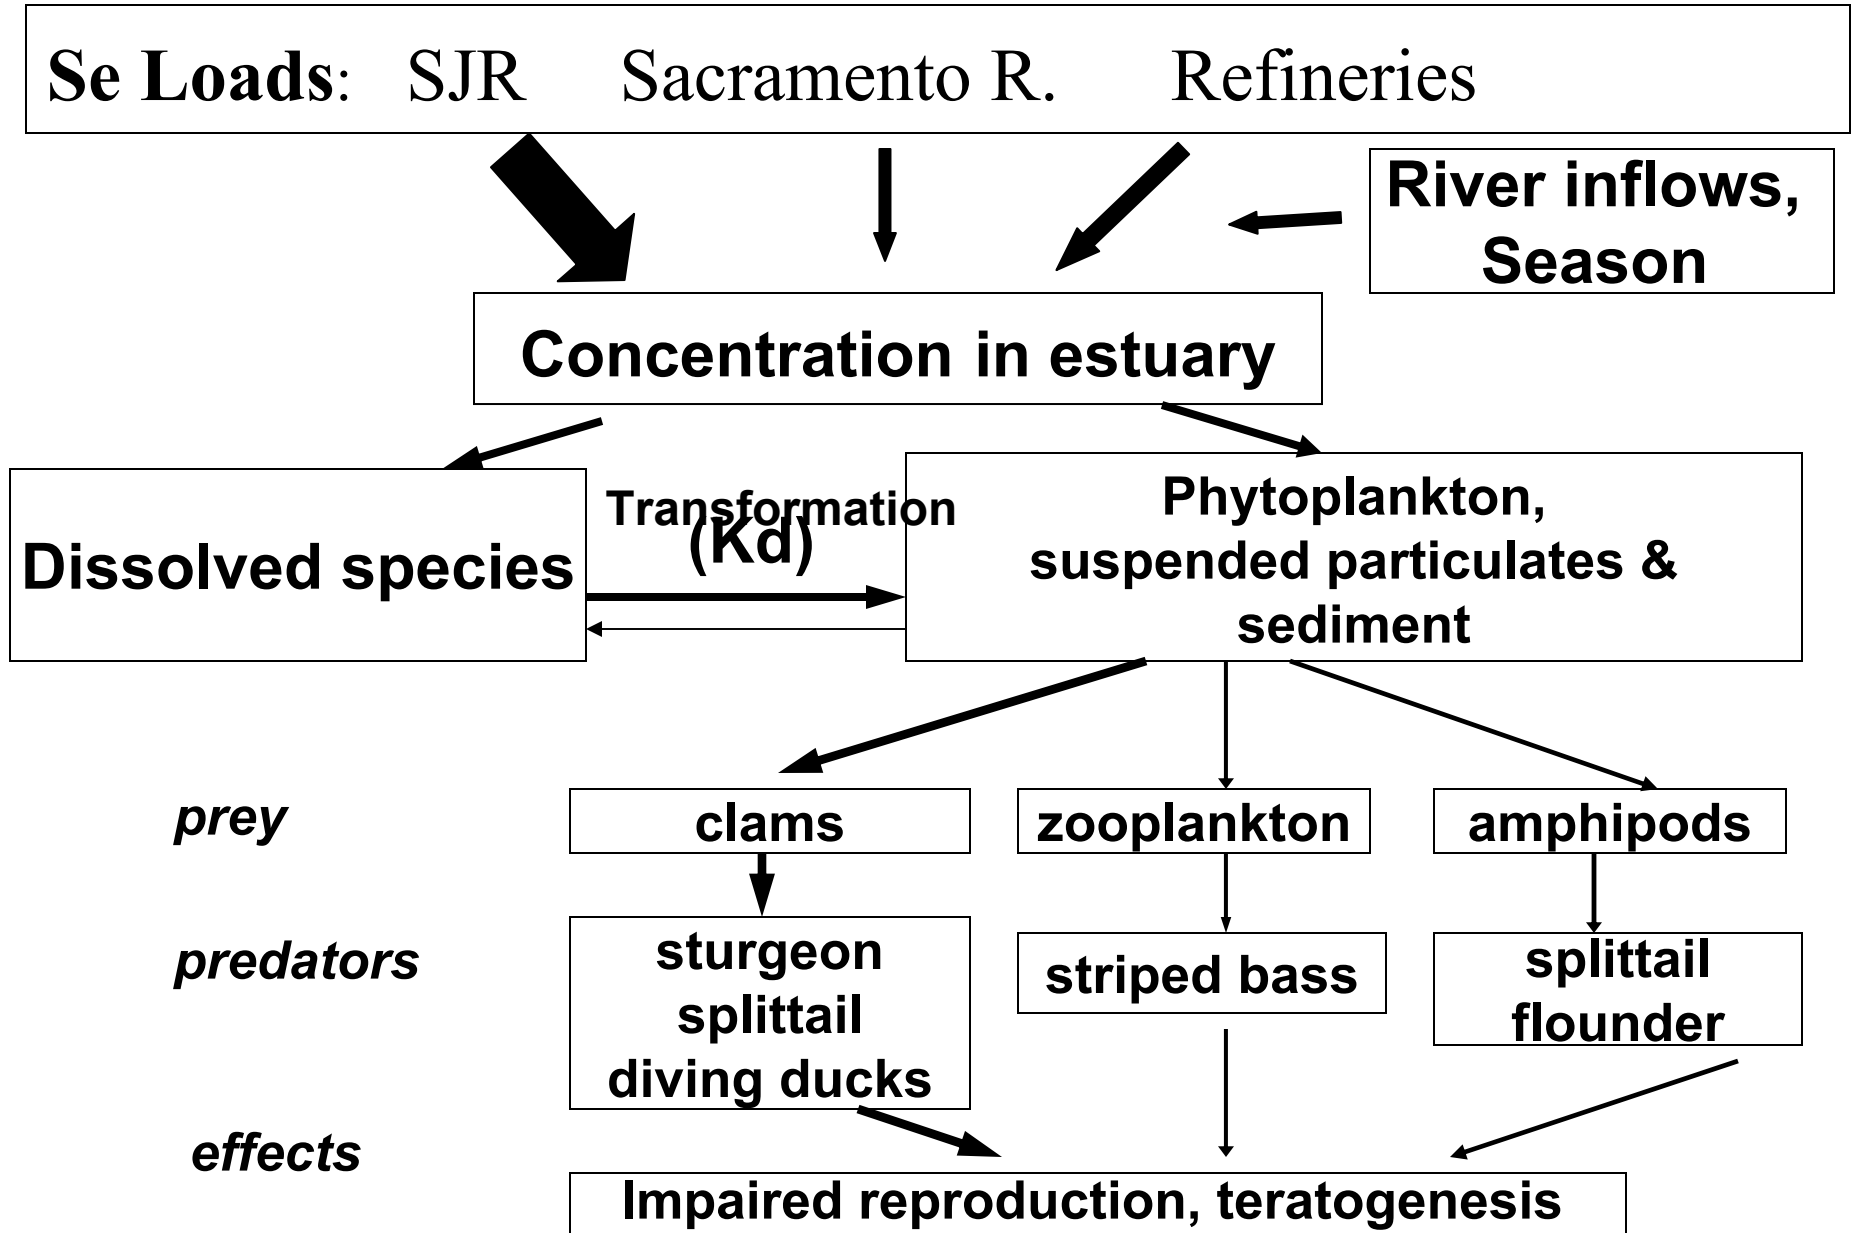 Se Loads: SJR Sacramento R. Refineries
River inflows,
Season
Concentration in estuary
Dissolved species
Transformation
(Kd)
Phytoplankton,
suspended particulates &
sediment
prey
clams
zooplankton
amphipods
predators
sturgeon
splittail
diving ducks
striped bass
splittail
flounder
effects
Impaired reproduction, teratogenesis